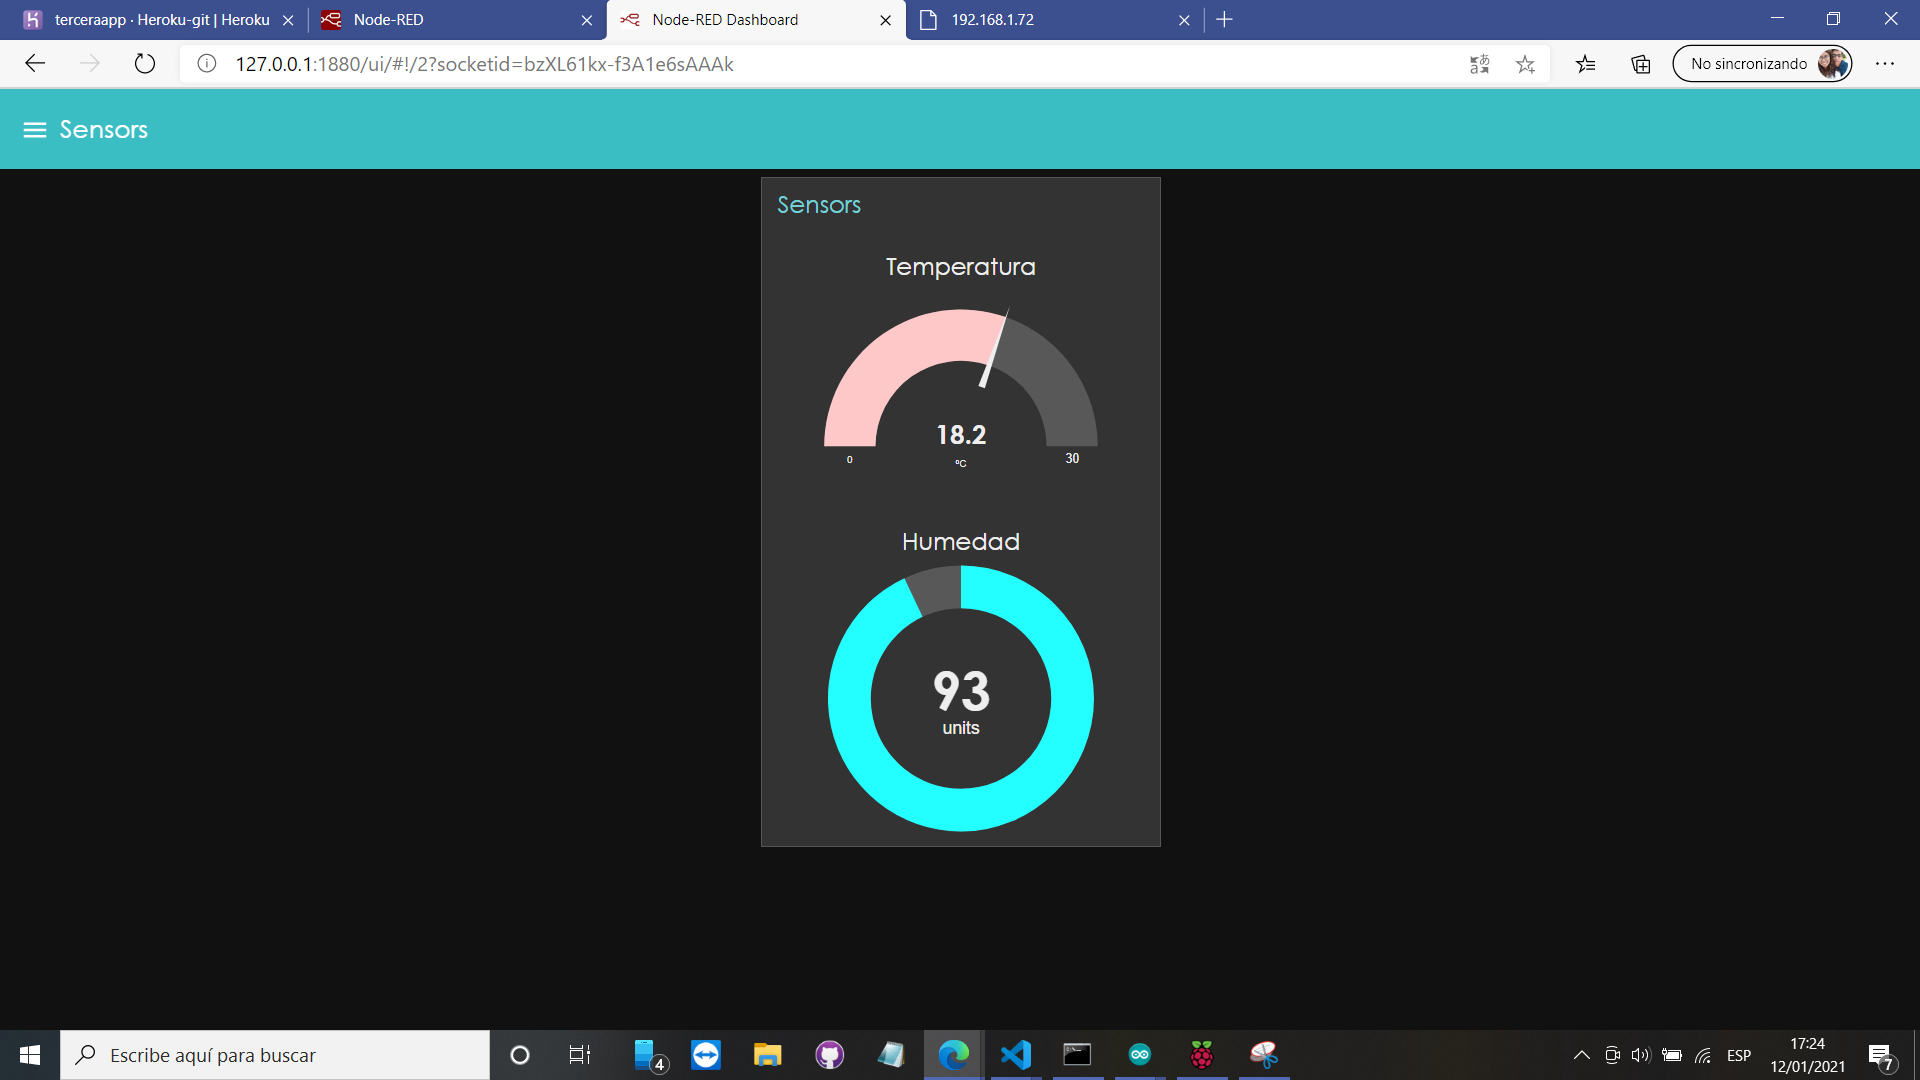 terceraapp · Heroku-git | Heroku
Node-RED
Node-RED Dashboard
192.168.1.72
127.0.0.1:1880/ui/#!/2?socketid=bzXL61kx-f3A1e6sAAAk
No sincronizando
Sensors
Sensors
Temperatura
18.2
0
ºC
30
Humedad
93
units
Escribe aquí para buscar
4
ESP
17:24
12/01/2021
7